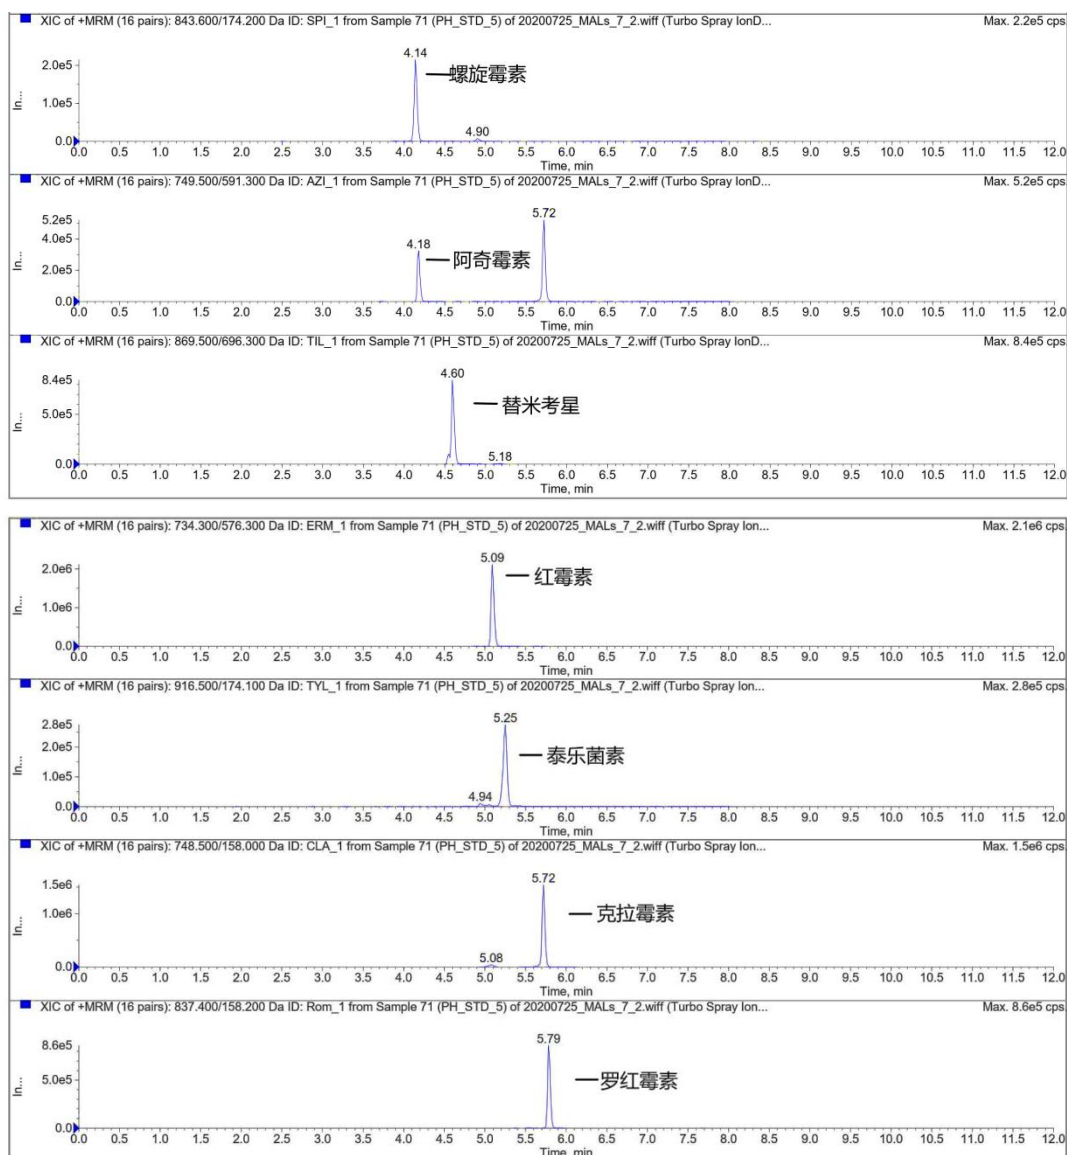 XIC of +MRM (16 pairs): 843.600/174.200 Da ID: SPI_1 from Sample 71 (PH_STD_5) of 20200725_MALs_7_2.wiff (Turbo Spray IonD... Max. 2.2e5 cps.
4.14
螺旋霉素
2.0e5
1.0e5
In...
4.90
0.0
0.0 0.5 1.0 1.5 2.0 2.5 3.0 3.5 4.0 4.5 5.0 5.5 6.0 6.5 7.0 7.5 8.0 8.5 9.0 9.5 10.0 10.5 11.0 11.5 12.0
Time, min
XIC of +MRM (16 pairs): 749.500/591.300 Da ID: AZI_1 from Sample 71 (PH_STD_5) of 20200725_MALs_7_2.wiff (Turbo Spray IonD... Max. 5.2e5 cps.
5.72
5.2e5
4.0e5
4.18
阿奇霉素
In...
2.0e5
0.0
0.0 0.5 1.0 1.5 2.0 2.5 3.0 3.5 4.0 4.5 5.0 5.5 6.0 6.5 7.0 7.5 8.0 8.5 9.0 9.5 10.0 10.5 11.0 11.5 12.0
Time, min
XIC of +MRM (16 pairs): 869.500/696.300 Da ID: TIL_1 from Sample 71 (PH_STD_5) of 20200725_MALs_7_2.wiff (Turbo Spray IonD... Max. 8.4e5 cps.
4.60
8.4e5
替米考星
5.0e5
In...
5.18
0.0
0.0 0.5 1.0 1.5 2.0 2.5 3.0 3.5 4.0 4.5 5.0 5.5 6.0 6.5 7.0 7.5 8.0 8.5 9.0 9.5 10.0 10.5 11.0 11.5 12.0
Time, min
XIC of +MRM (16 pairs): 734.300/576.300 Da ID: ERM_1 from Sample 71 (PH_STD_5) of 20200725_MALs_7_2.wiff (Turbo Spray Ion... Max. 2.1e6 cps.
5.09
2.0e6
红霉素
1.0e6
In...
0.0
0.0 0.5 1.0 1.5 2.0 2.5 3.0 3.5 4.0 4.5 5.0 5.5 6.0 6.5 7.0 7.5 8.0 8.5 9.0 9.5 10.0 10.5 11.0 11.5 12.0
Time, min
XIC of +MRM (16 pairs): 916.500/174.100 Da ID: TYL_1 from Sample 71 (PH_STD_5) of 20200725_MALs_7_2.wiff (Turbo Spray Ion... Max. 2.8e5 cps.
5.25
2.8e5
2.0e5
泰乐菌素
In...
1.0e5
4.94
0.0
0.0 0.5 1.0 1.5 2.0 2.5 3.0 3.5 4.0 4.5 5.0 5.5 6.0 6.5 7.0 7.5 8.0 8.5 9.0 9.5 10.0 10.5 11.0 11.5 12.0
Time, min
XIC of +MRM (16 pairs): 748.500/158.000 Da ID: CLA_1 from Sample 71 (PH_STD_5) of 20200725_MALs_7_2.wiff (Turbo Spray Ion... Max. 1.5e6 cps.
5.72
1.5e6
1.0e6
克拉霉素
In...
5.08
0.0
0.0 0.5 1.0 1.5 2.0 2.5 3.0 3.5 4.0 4.5 5.0 5.5 6.0 6.5 7.0 7.5 8.0 8.5 9.0 9.5 10.0 10.5 11.0 11.5 12.0
Time, min
XIC of +MRM (16 pairs): 837.400/158.200 Da ID: Rom_1 from Sample 71 (PH_STD_5) of 20200725_MALs_7_2.wiff (Turbo Spray Ion... Max. 8.6e5 cps.
5.79
8.6e5
5.0e5
罗红霉素
In...
0.0
0.0 0.5 1.0 1.5 2.0 2.5 3.0 3.5 4.0 4.5 5.0 5.5 6.0 6.5 7.0 7.5 8.0 8.5 9.0 9.5 10.0 10.5 11.0 11.5 12.0
Time, min